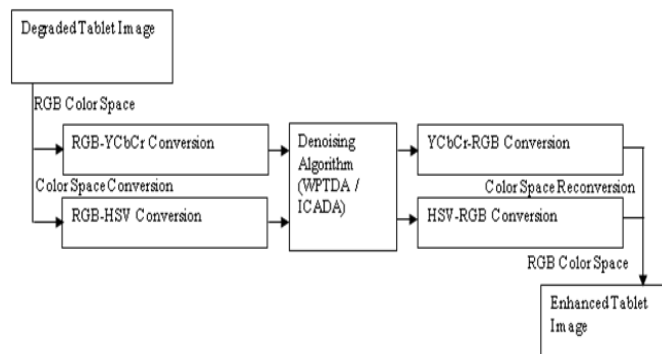 Degraded Tablet Image
RGB Color Space
RGB-YCbCr Conversion
Denoising
Algorithm
(WPTDA /
ICADA)
YCbCr-RGB Conversion
Color Space Conversion
Color Space Reconversion
RGB-HSV Conversion
HSV-RGB Conversion
RGB Color Space
Enhanced Tablet
Image